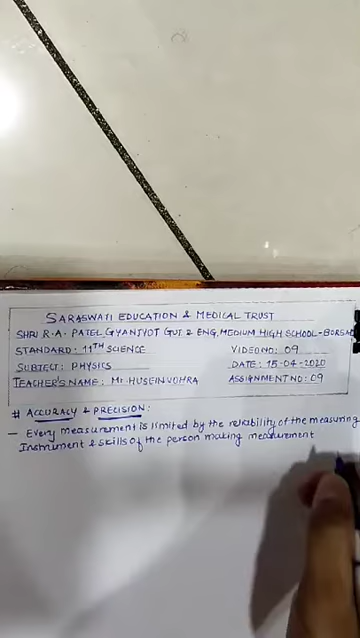 SARASWATI EDUCATION & MEDICAL TRUST
SHRI R.A. PATEL GYANJYOT GUJ & ENG. MEDIUM HIGH SCHOOL - BORSAD
STANDARD: 11TH SCIENCE VIDEO NO: 09
SUBJECT: PHYSICS DATE: 15-04-2020
TEACHER'S NAME: Mr HUSEIN VOHRA ASSIGNMENT NO: 09
# ACCURACY & PRECISION:
- Every measurement is limited by the reliability of the measuring
Instrument & skills of the person making measurement